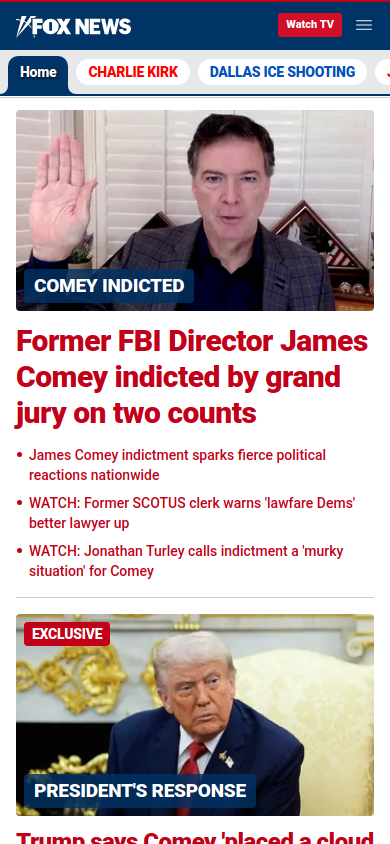 FOX NEWS
Watch TV
Home
CHARLIE KIRK
DALLAS ICE SHOOTING
COMEY INDICTED
Former FBI Director James
Comey indicted by grand
jury on two counts
James Comey indictment sparks fierce political
reactions nationwide
WATCH: Former SCOTUS clerk warns 'lawfare Dems'
better lawyer up
WATCH: Jonathan Turley calls indictment a 'murky
situation' for Comey
EXCLUSIVE
PRESIDENT'S RESPONSE
Trump says Comey 'placed a cloud